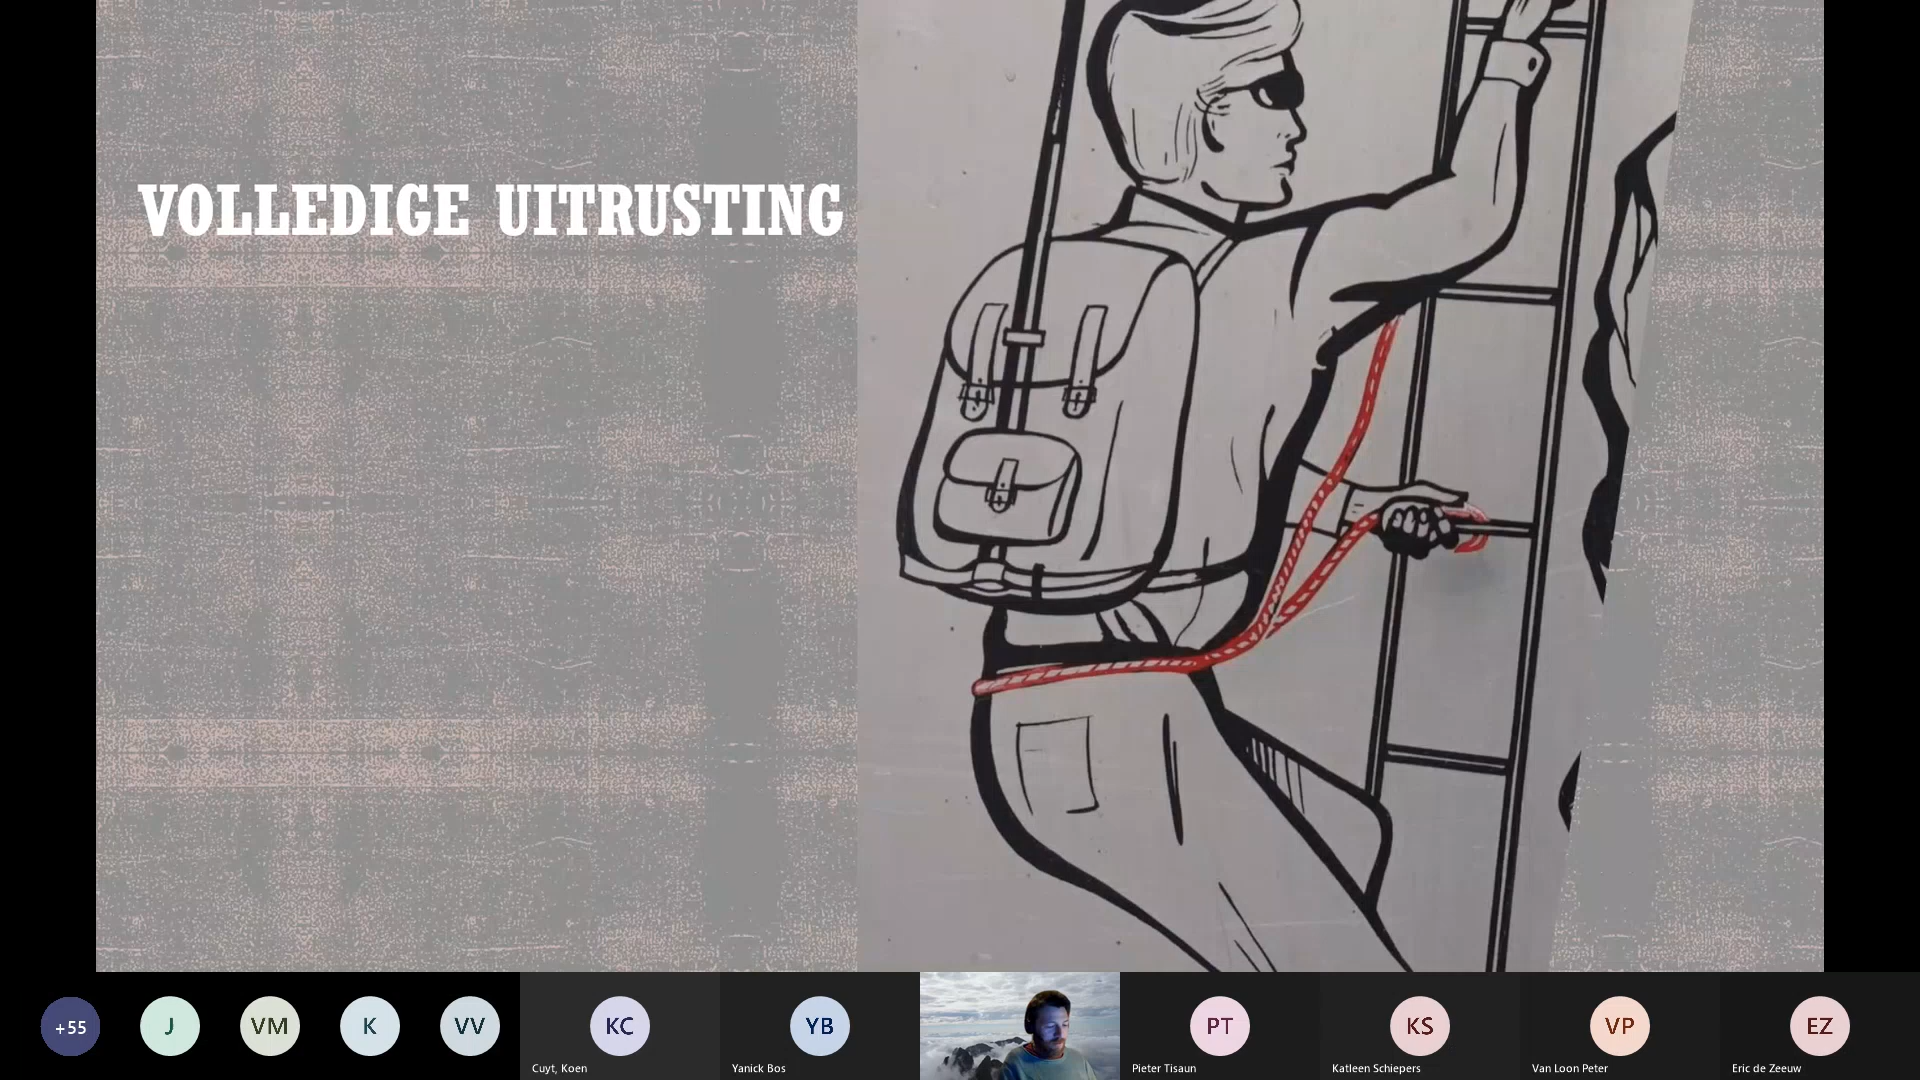 VOLLEDIGE UITRUSTING
+55
J
VM
K
VV
KC
YB
PT
KS
VP
EZ
Cuyt, Koen
Yanick Bos
Pieter Tisaun
Katleen Schiepers
Van Loon Peter
Eric de Zeeuw